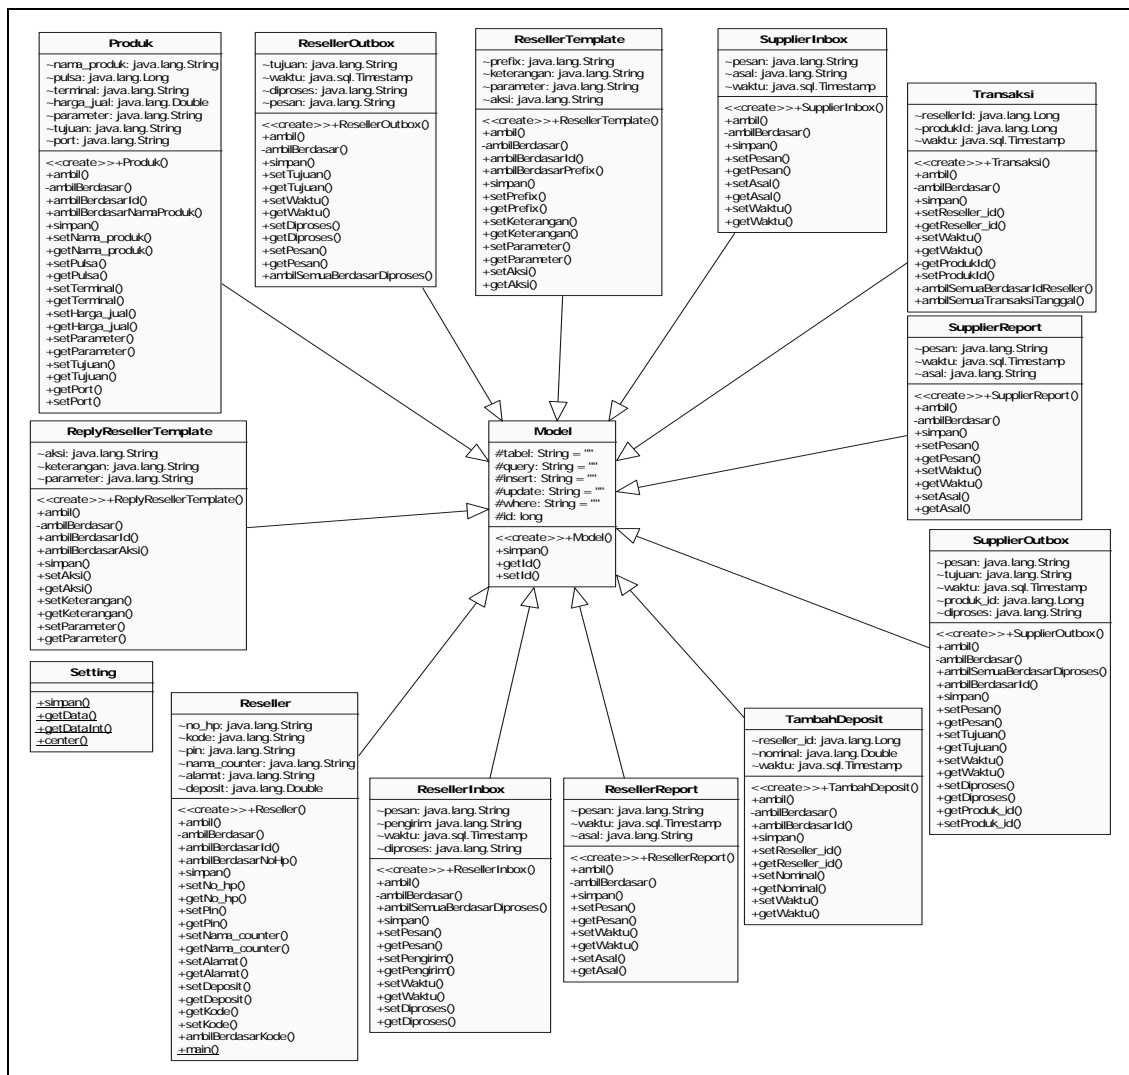 Produk
~nama_produk: java.lang.String
~pulsa: java.lang.Long
~terminal: java.lang.String
~harga_jual: java.lang.Double
~parameter: java.lang.String
~tujuan: java.lang.String
~port: java.lang.String
<<create>>+Produk()
+ambil()
-ambilBerdasar()
+ambilBerdasarId()
+ambilBerdasarNamaProduk()
+simpan()
+setNama_produk()
+getNama_produk()
+setPulsa()
+getPulsa()
+setTerminal()
+getTerminal()
+setHarga_jual()
+getHarga_jual()
+setParameter()
+getParameter()
+setTujuan()
+getTujuan()
+getPort()
+setPort()
ResellerOutbox
~tujuan: java.lang.String
~waktu: java.sql.Timestamp
~diproses: java.lang.String
~pesan: java.lang.String
<<create>>+ResellerOutbox()
+ambil()
-ambilBerdasar()
+simpan()
+setTujuan()
+getTujuan()
+setWaktu()
+getWaktu()
+setDiproses()
+getDiproses()
+setPesan()
+getPesan()
+ambilSemuaBerdasarDiproses()
ResellerTemplate
~prefix: java.lang.String
~keterangan: java.lang.String
~parameter: java.lang.String
~aksi: java.lang.String
<<create>>+ResellerTemplate()
+ambil()
-ambilBerdasar()
+ambilBerdasarId()
+ambilBerdasarPrefix()
+simpan()
+setPrefix()
+getPrefix()
+setKeterangan()
+getKeterangan()
+setParameter()
+getParameter()
+setAksi()
+getAksi()
SupplierInbox
~pesan: java.lang.String
~asal: java.lang.String
~waktu: java.sql.Timestamp
<<create>>+SupplierInbox()
+ambil()
-ambilBerdasar()
+simpan()
+setPesan()
+getPesan()
+setAsal()
+getAsal()
+setWaktu()
+getWaktu()
Transaksi
~resellerId: java.lang.Long
~produkId: java.lang.Long
~waktu: java.sql.Timestamp
<<create>>+Transaksi()
+ambil()
-ambilBerdasar()
+simpan()
+setReseller_id()
+getReseller_id()
+setWaktu()
+getWaktu()
+getProdukId()
+setProdukId()
+ambilSemuaBerdasarIdReseller()
+ambilSemuaTransaksiTanggal()
SupplierReport
~pesan: java.lang.String
~waktu: java.sql.Timestamp
~asal: java.lang.String
<<create>>+SupplierReport()
+ambil()
-ambilBerdasar()
+simpan()
+setPesan()
+getPesan()
+setWaktu()
+getWaktu()
+setAsal()
+getAsal()
ReplyResellerTemplate
~aksi: java.lang.String
~keterangan: java.lang.String
~parameter: java.lang.String
<<create>>+ReplyResellerTemplate()
+ambil()
-ambilBerdasar()
+ambilBerdasarId()
+ambilBerdasarAksi()
+simpan()
+setAksi()
+getAksi()
+setKeterangan()
+getKeterangan()
+setParameter()
+getParameter()
Model
#tabel: String = ""
#query: String = ""
#insert: String = ""
#update: String = ""
#where: String = ""
#id: long
<<create>>+Model()
+simpan()
+getId()
+setId()
SupplierOutbox
~pesan: java.lang.String
~tujuan: java.lang.String
~waktu: java.sql.Timestamp
~produk_id: java.lang.Long
~diproses: java.lang.String
<<create>>+SupplierOutbox()
+ambil()
-ambilBerdasar()
+ambilSemuaBerdasarDiproses()
+ambilBerdasarId()
+simpan()
+setPesan()
+getPesan()
+setTujuan()
+getTujuan()
+setWaktu()
+getWaktu()
+setDiproses()
+getDiproses()
+getProduk_id()
+setProduk_id()
Setting
+simpan()
+getData()
+getDataInt()
+center()
Reseller
~no_hp: java.lang.String
~kode: java.lang.String
~pin: java.lang.String
~nama_counter: java.lang.String
~alamat: java.lang.String
~deposit: java.lang.Double
<<create>>+Reseller()
+ambil()
-ambilBerdasar()
+ambilBerdasarId()
+ambilBerdasarNoHp()
+simpan()
+setNo_hp()
+getNo_hp()
+setPin()
+getPin()
+setNama_counter()
+getNama_counter()
+setAlamat()
+getAlamat()
+setDeposit()
+getDeposit()
+getKode()
+setKode()
+ambilBerdasarKode()
+main()
ResellerInbox
~pesan: java.lang.String
~pengirim: java.lang.String
~waktu: java.sql.Timestamp
~diproses: java.lang.String
<<create>>+ResellerInbox()
+ambil()
-ambilBerdasar()
+ambilSemuaBerdasarDiproses()
+simpan()
+setPesan()
+getPesan()
+setPengirim()
+getPengirim()
+setWaktu()
+getWaktu()
+setDiproses()
+getDiproses()
ResellerReport
~pesan: java.lang.String
~waktu: java.sql.Timestamp
~asal: java.lang.String
<<create>>+ResellerReport()
+ambil()
-ambilBerdasar()
+simpan()
+setPesan()
+getPesan()
+setWaktu()
+getWaktu()
+setAsal()
+getAsal()
TambahDeposit
~reseller_id: java.lang.Long
~nominal: java.lang.Double
~waktu: java.sql.Timestamp
<<create>>+TambahDeposit()
+ambil()
-ambilBerdasar()
+ambilBerdasarId()
+simpan()
+setReseller_id()
+getReseller_id()
+setNominal()
+getNominal()
+setWaktu()
+getWaktu()